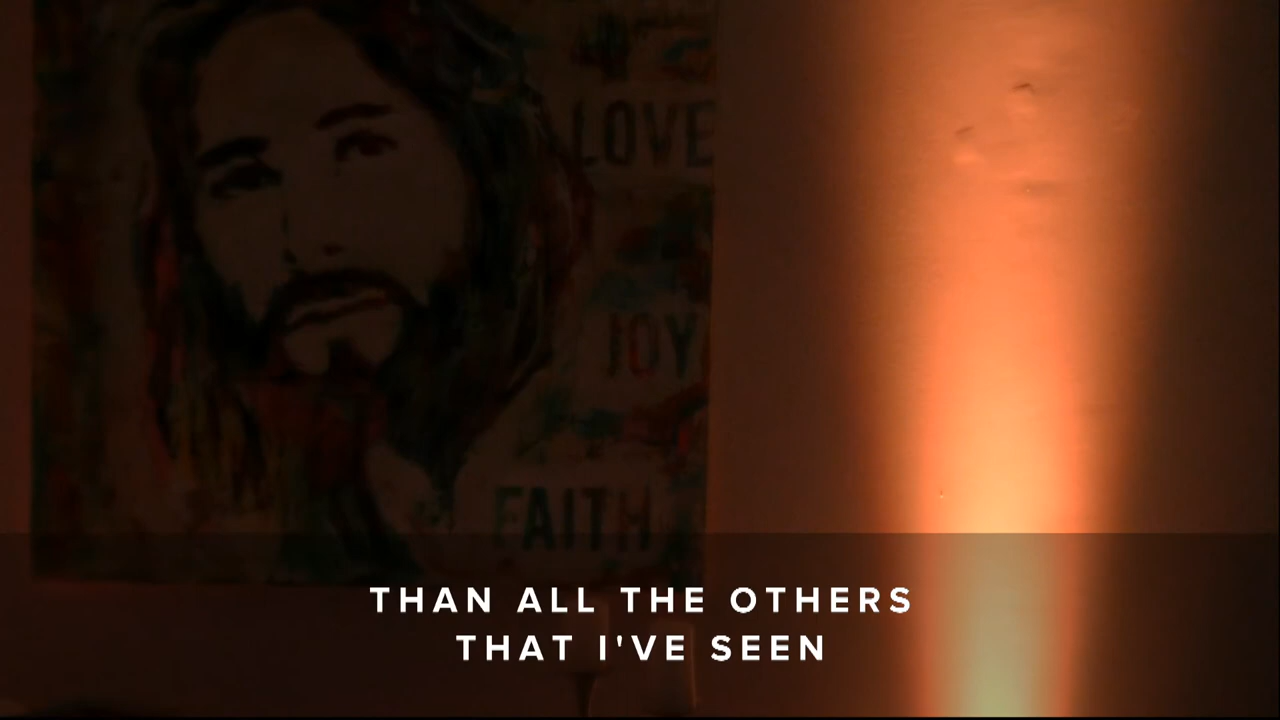 LOVE
JOY
FAITH
THAN ALL THE OTHERS
THAT I'VE SEEN